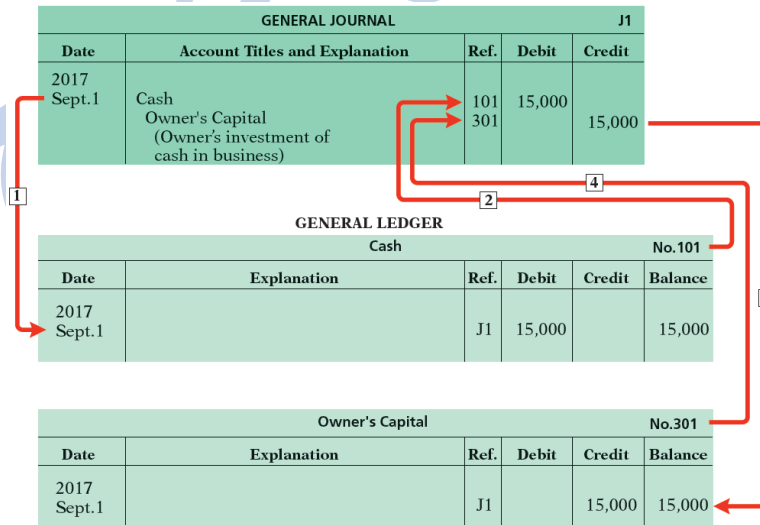 GENERAL JOURNAL J1
Date Account Titles and Explanation Ref. Debit Credit
2017
Sept.1 Cash 101 15,000
Owner's Capital 301 15,000
(Owner's investment of
cash in business)
1
4
2
GENERAL LEDGER
Cash No.101
Date Explanation Ref. Debit Credit Balance
2017
Sept.1 J1 15,000 15,000
Owner's Capital No.301
Date Explanation Ref. Debit Credit Balance
2017
Sept.1 J1 15,000 15,000